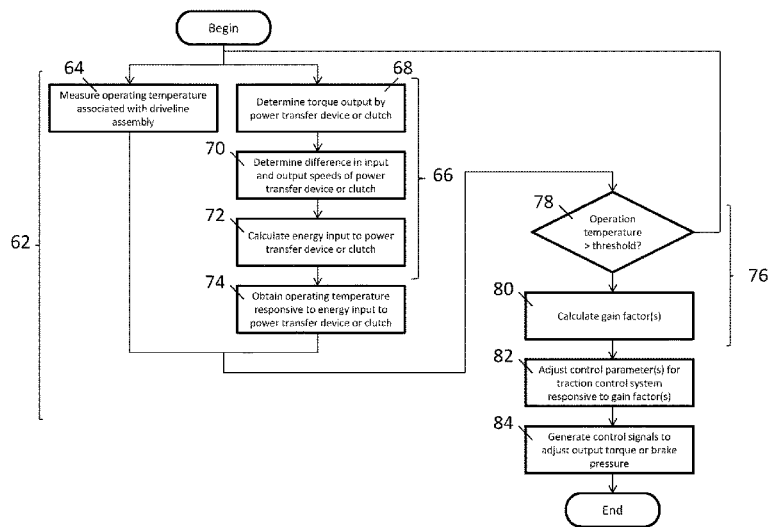 Begin
64
Measure operating temperature
associated with driveline
assembly
68
Determine torque output by
power transfer device or clutch
70
Determine difference in input
and output speeds of power
transfer device or clutch
66
72
Calculate energy input to power
transfer device or clutch
62
74
Obtain operating temperature
responsive to energy input to
power transfer device or clutch
78
Operation
temperature
> threshold?
76
80
Calculate gain factor(s)
82
Adjust control parameter(s) for
traction control system
responsive to gain factor(s)
84
Generate control signals to
adjust output torque or brake
pressure
End